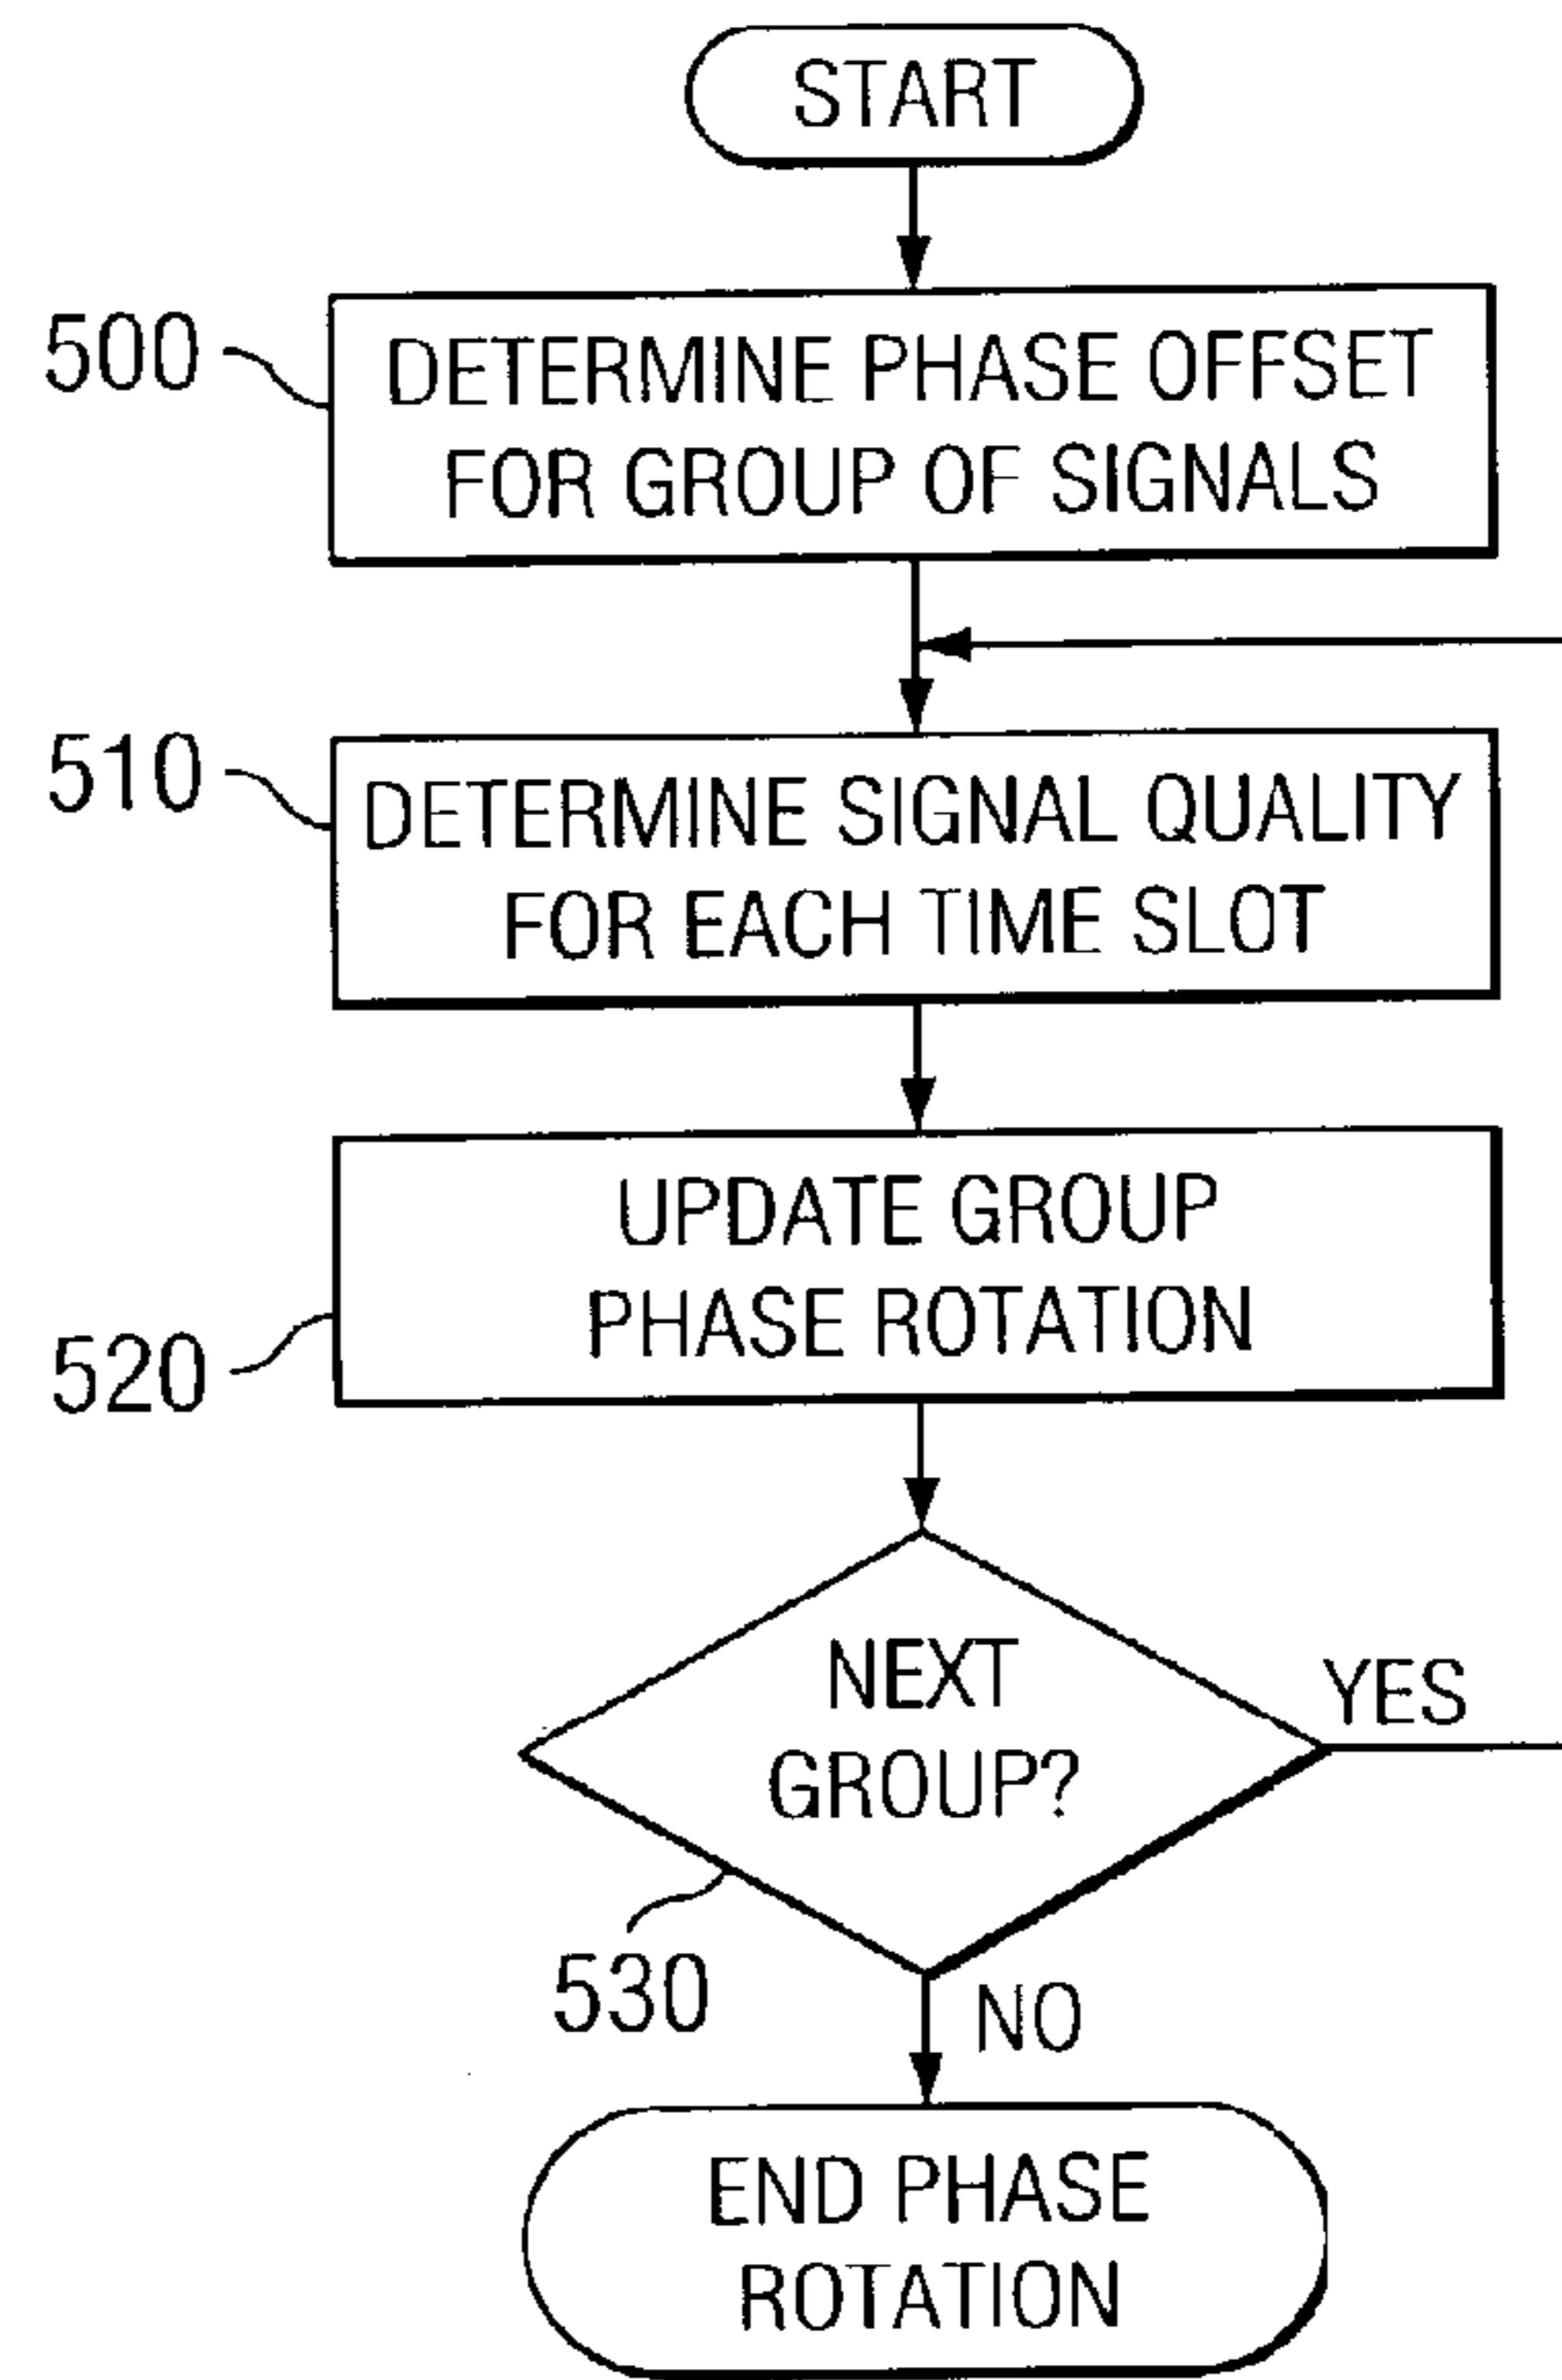 START
500
DETERMINE PHASE OFFSET
FOR GROUP OF SIGNALS
510
DETERMINE SIGNAL QUALITY
FOR EACH TIME SLOT
UPDATE GROUP
PHASE ROTATION
520
NEXT
GROUP?
YES
530
NO
END PHASE
ROTATION